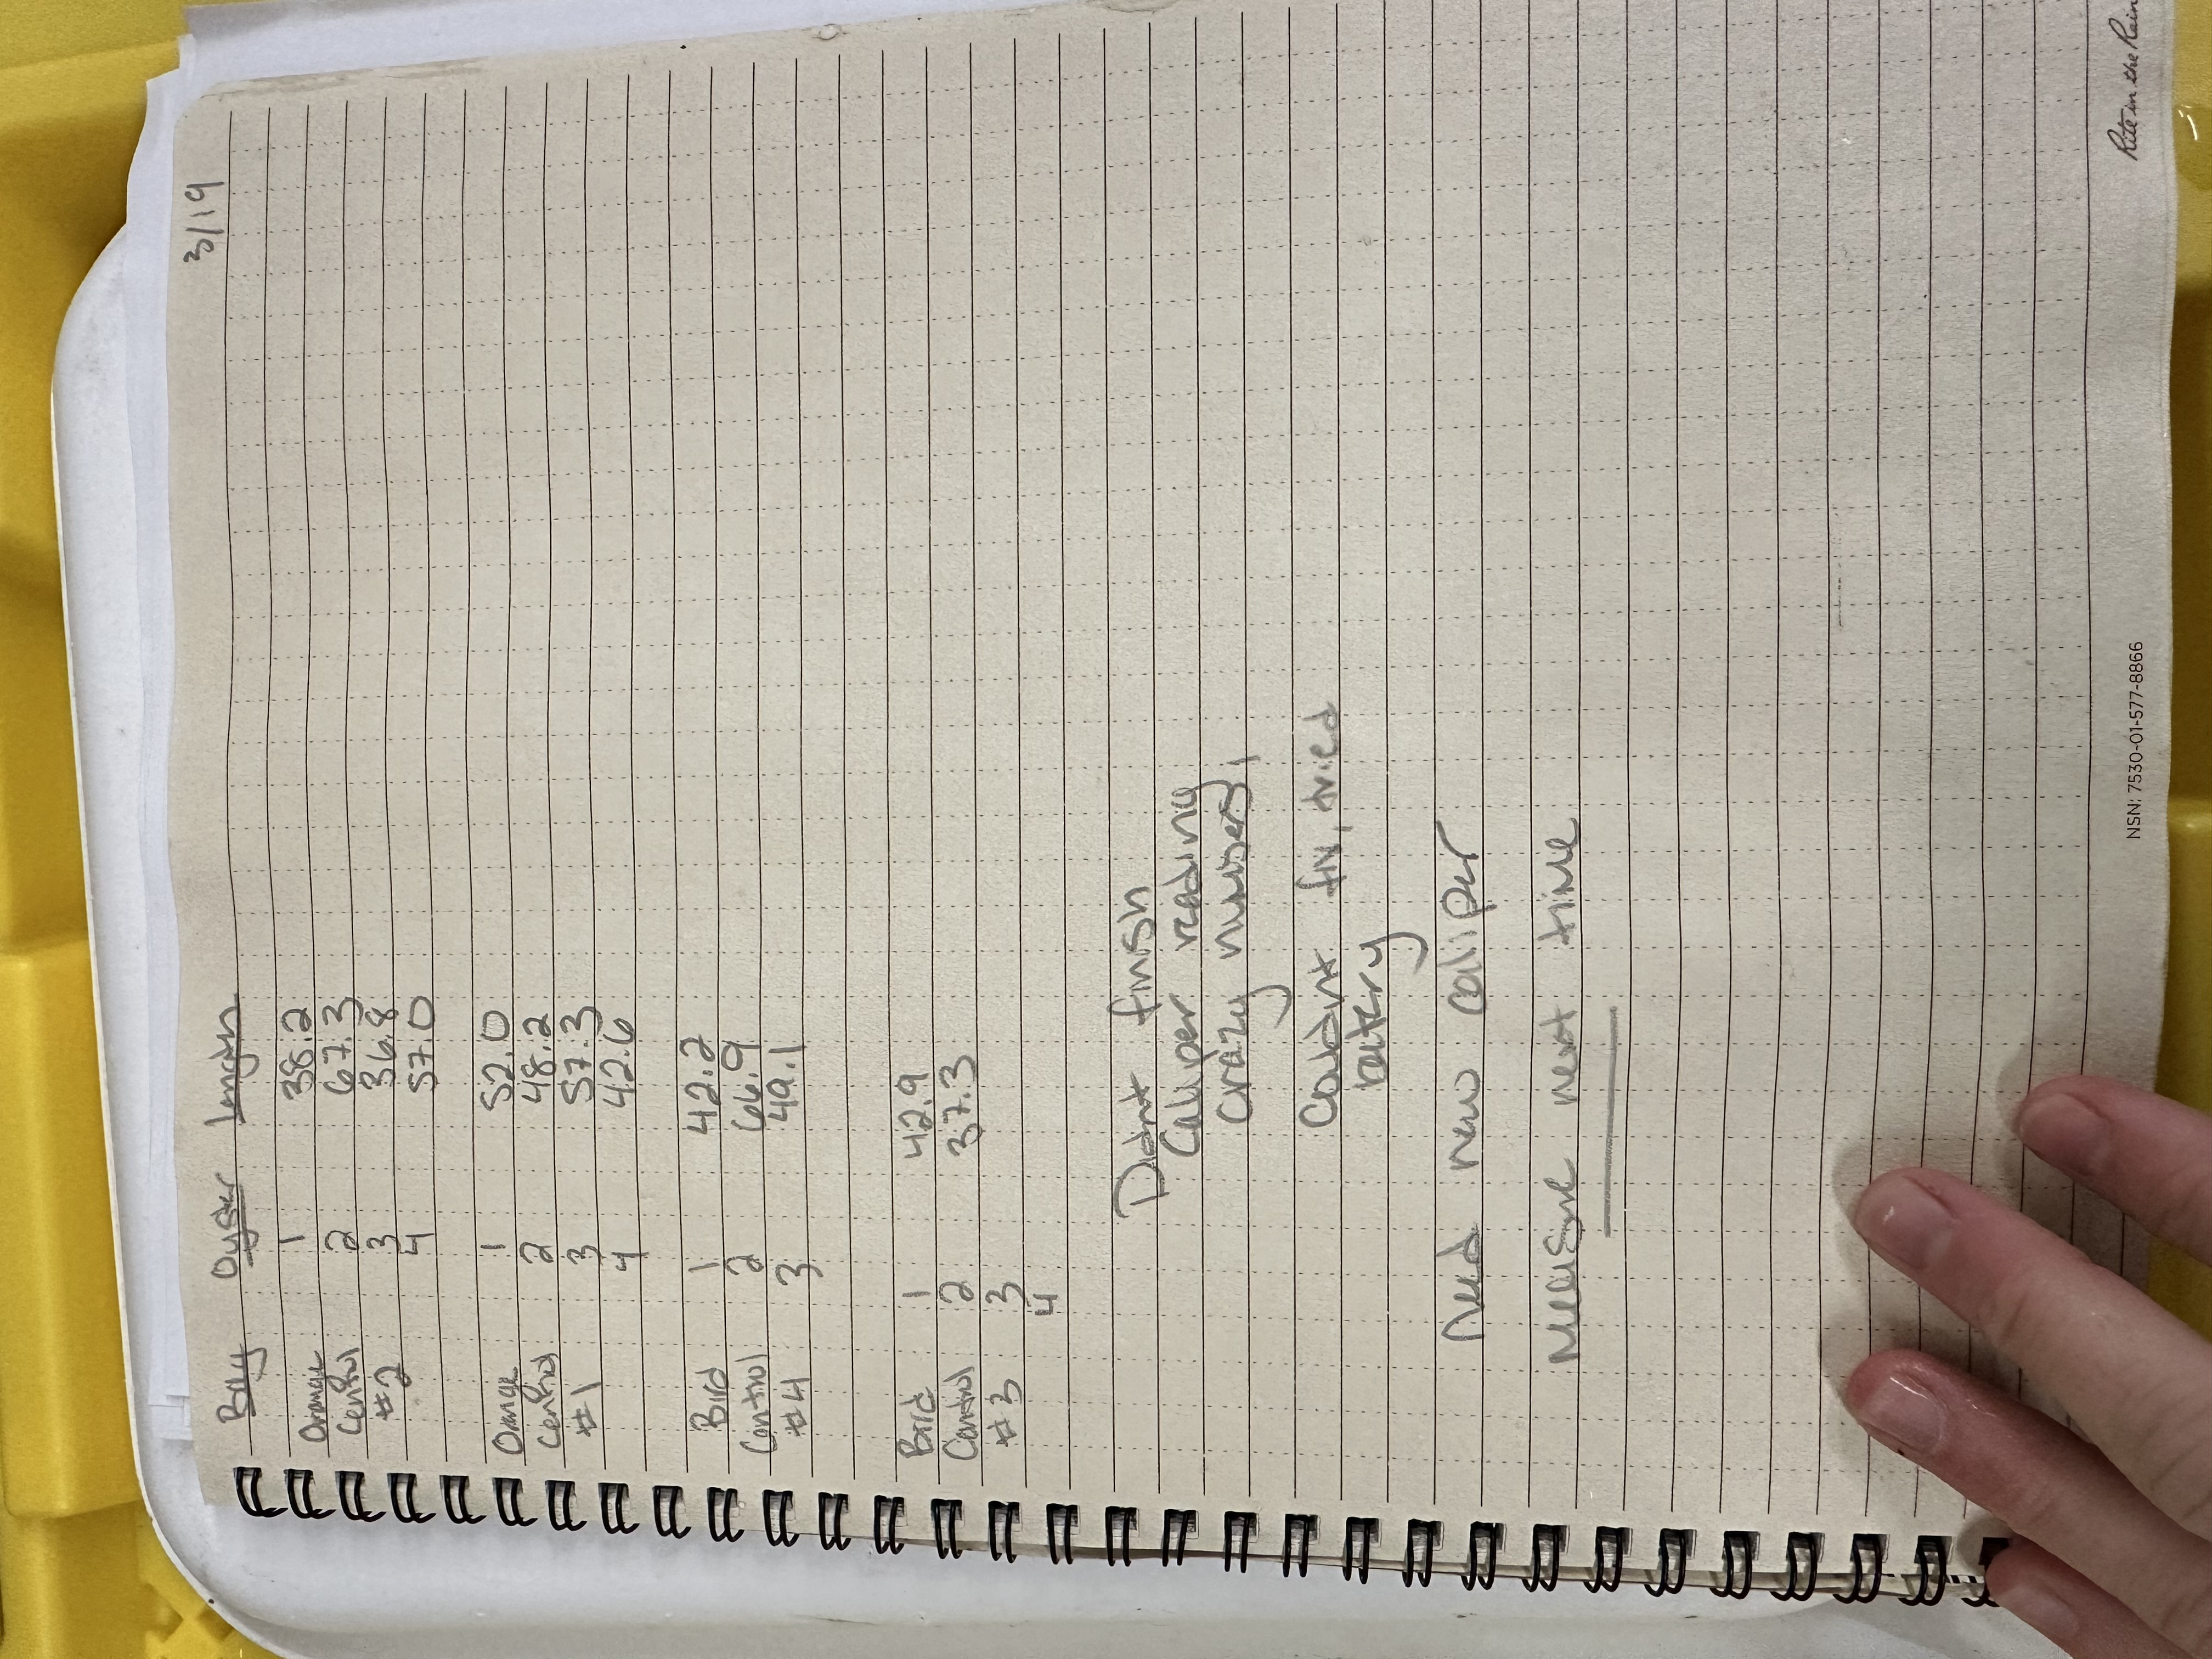 3/19
Bag Oyster Length
Orange 1 38.2
Control 2 67.3
#2 3 36.8
4 57.0
Orange 1 52.0
Control 2 48.2
#1 3 57.3
4 42.6
Bird 1 42.2
Control 2 66.9
#4 3 49.1
Bird 1 42.9
Control 2 37.3
#3 3
4
Didnt finish
Caliper reading
crazy numbers,
Couldnt fix, tried
battery
Need new caliper
measure next time
NSN: 7530-01-577-8866
Rite in the Rain